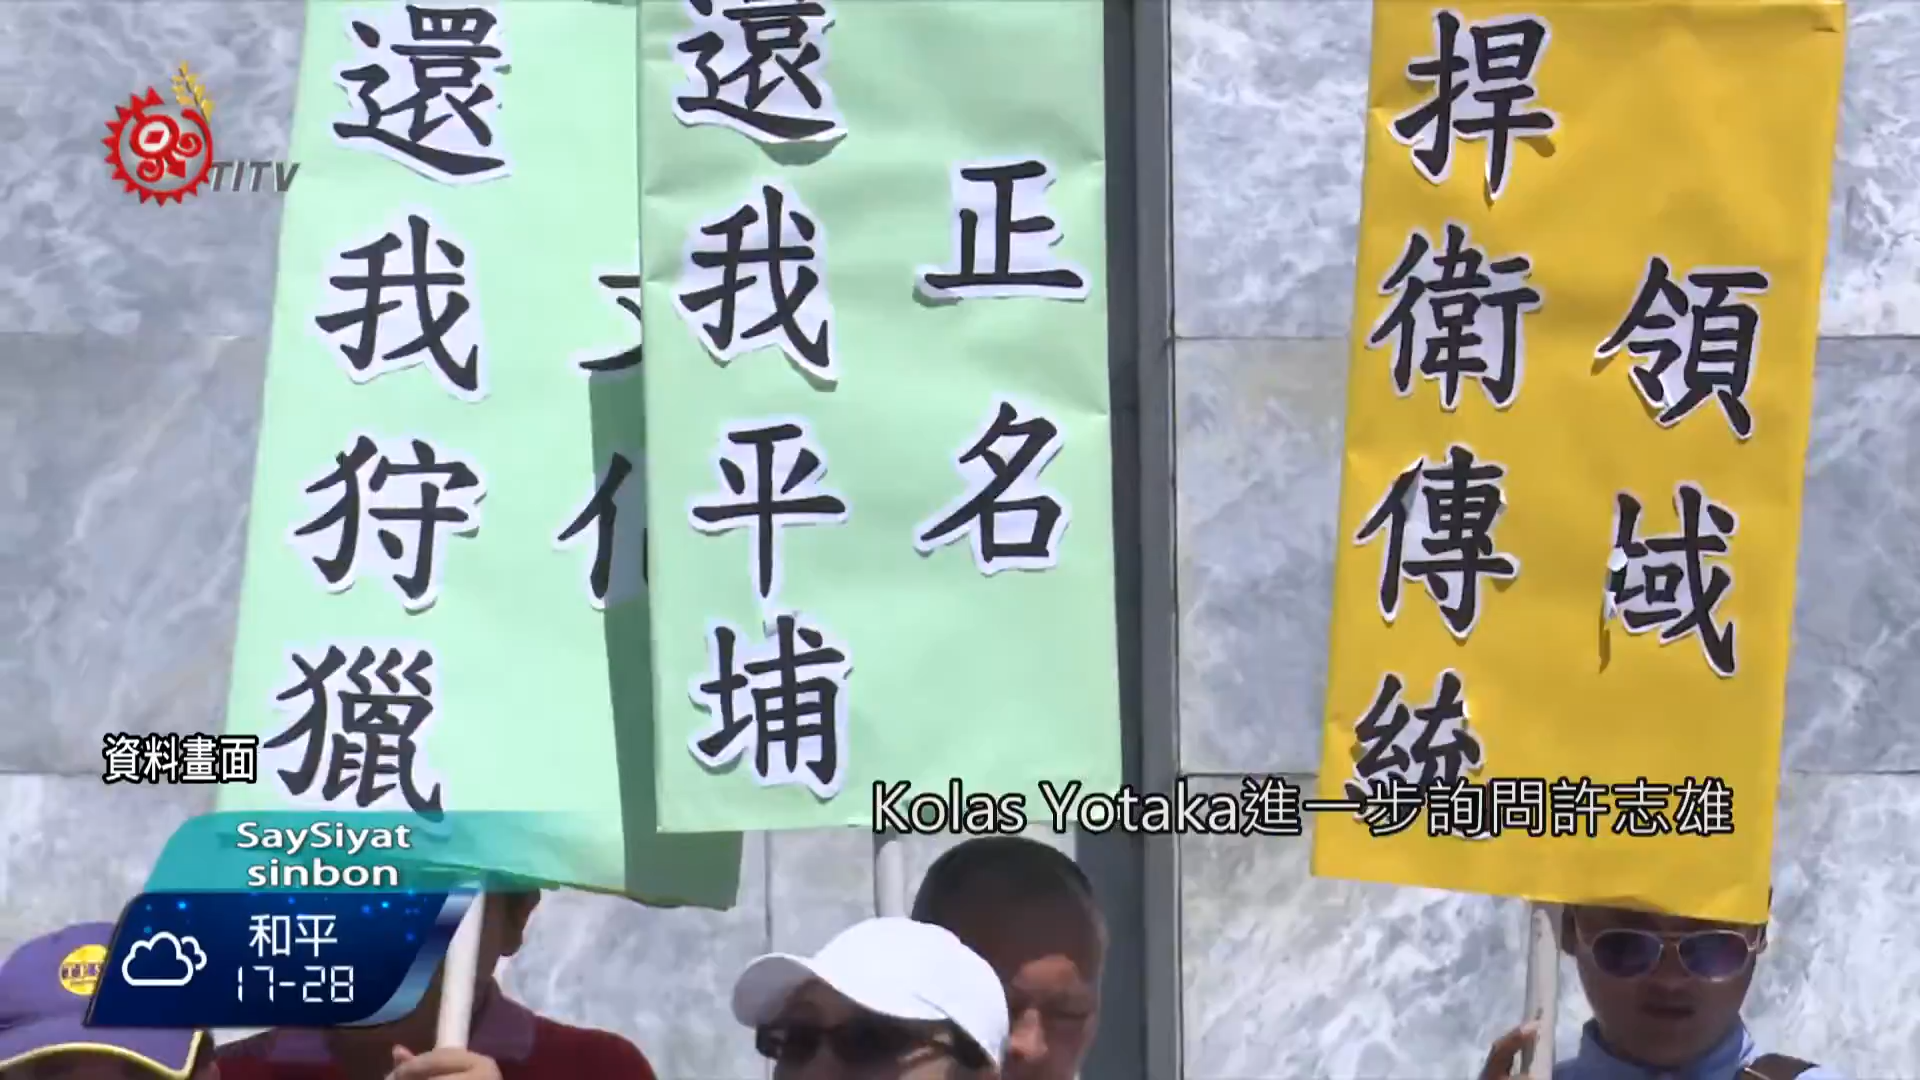 TITV
還我狩獵
文化
還我平埔
正名
捍衛傳統
領域
資料畫面
Kolas Yotaka進一步詢問許志雄
SaySiyat
sinbon
和平
17-28